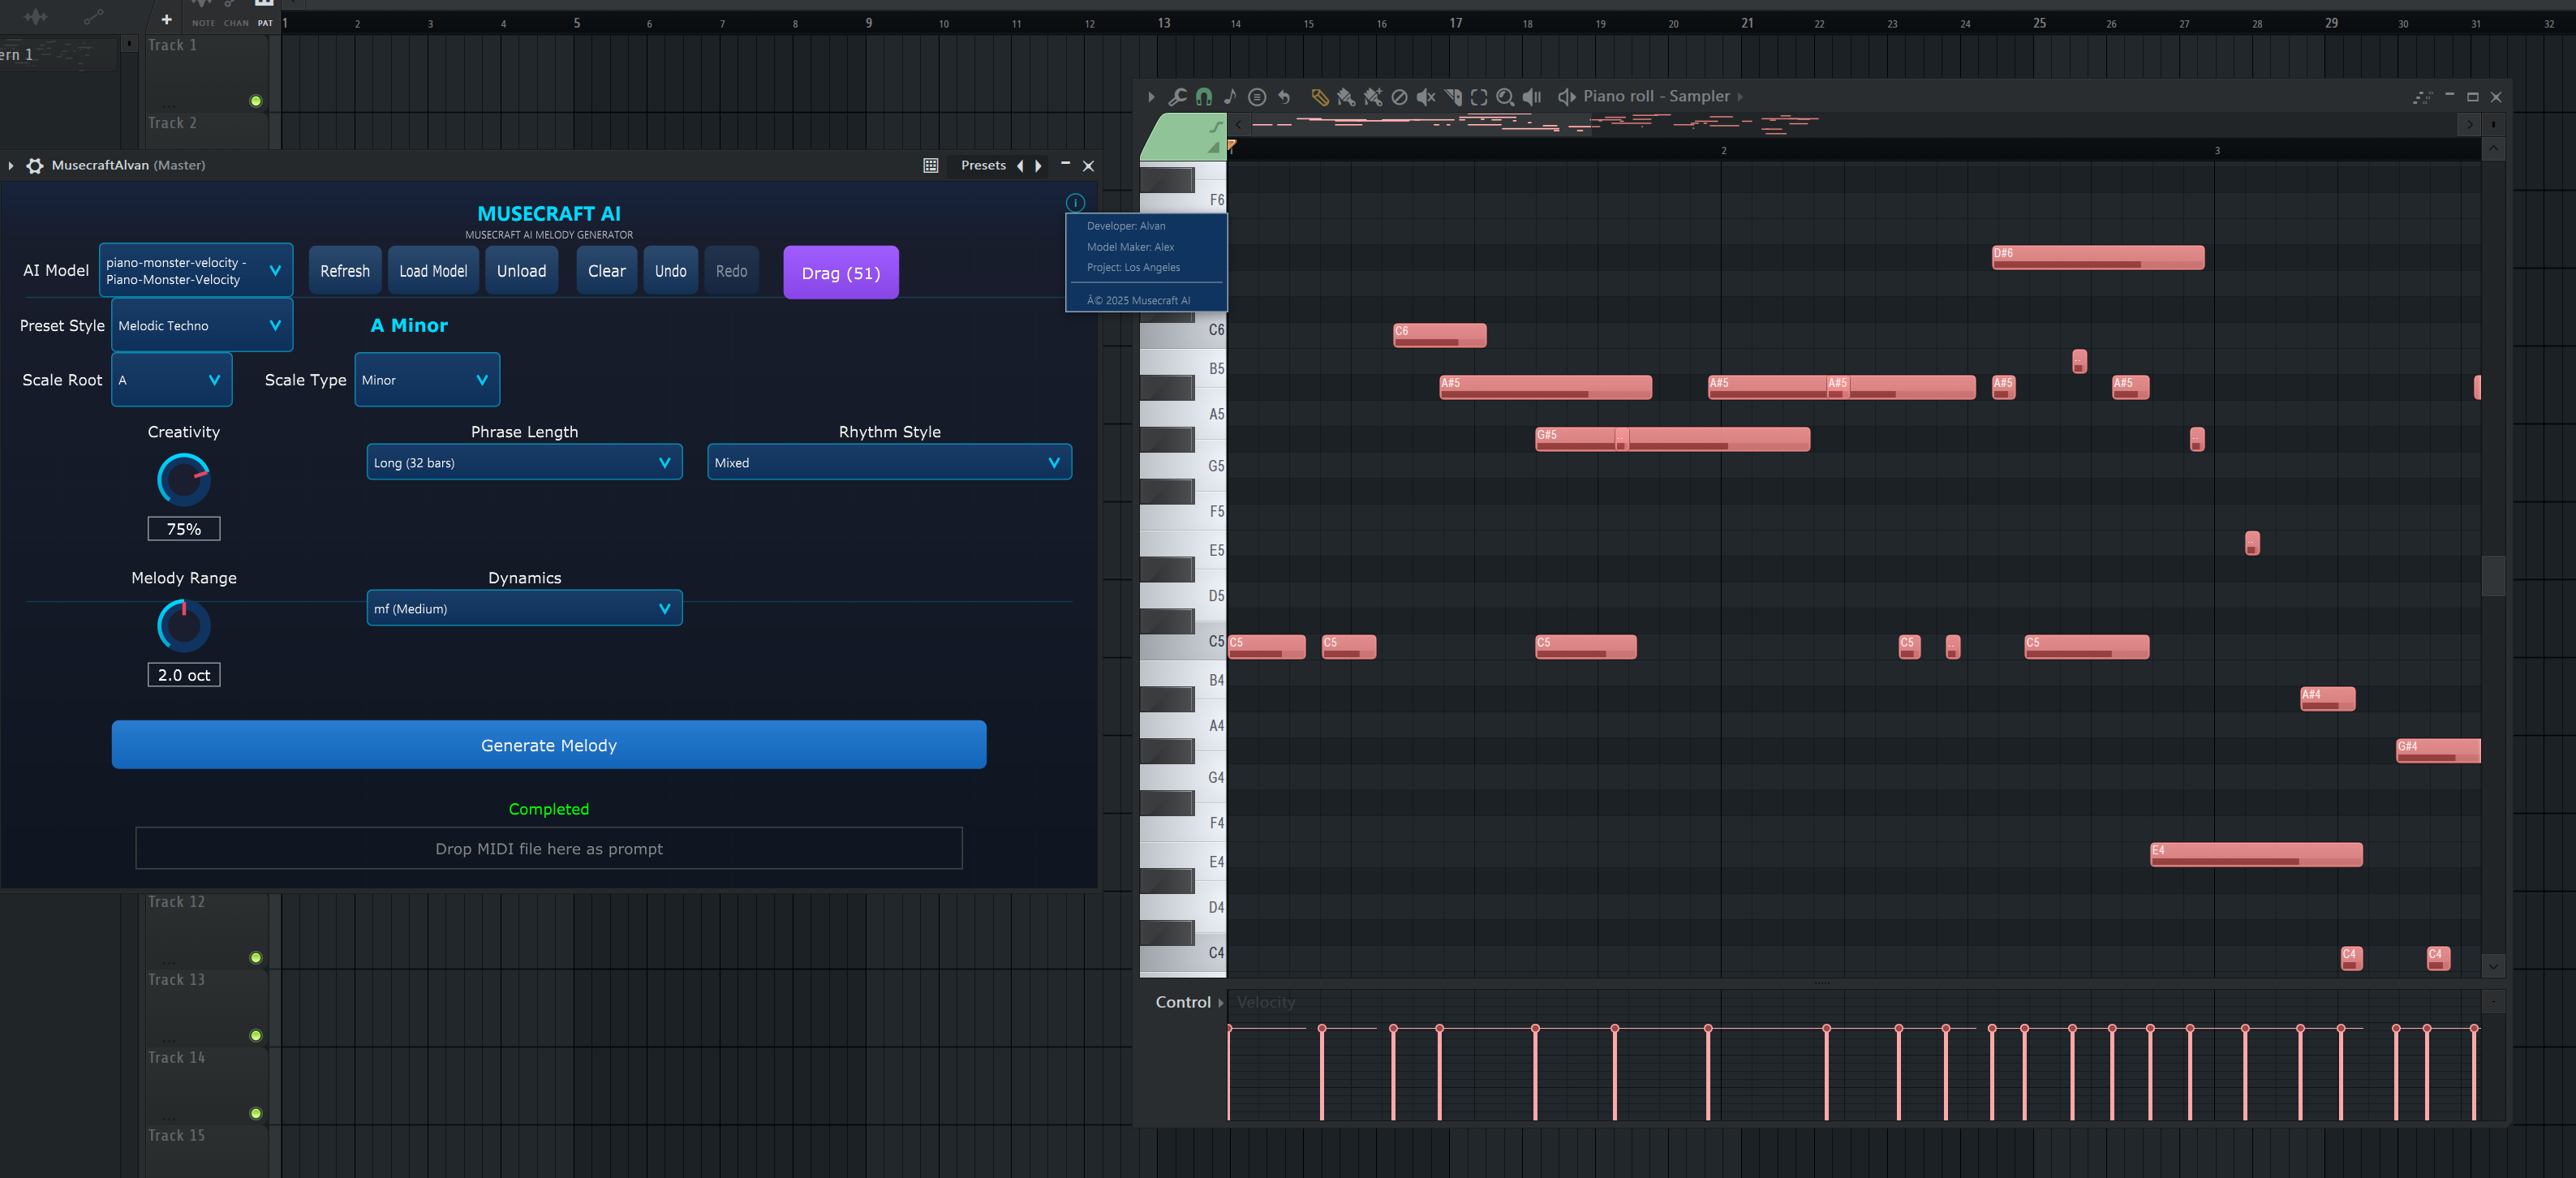 NOTE CHAN PAT
1 2 3 4 5 6 7 8 9 10 11 12 13 14 15 16 17 18 19 20 21 22 23 24 25 26 27 28 29 30 31 32
ern 1
Track 1
Track 2
Piano roll - Sampler
MusecraftAlvan (Master)
Presets
MUSECRAFT AI
MUSECRAFT AI MELODY GENERATOR
AI Model
piano-monster-velocity -
Piano-Monster-Velocity
Refresh
Load Model
Unload
Clear
Undo
Redo
Drag (51)
Developer: Alvan
Model Maker: Alex
Project: Los Angeles
Â© 2025 Musecraft AI
Preset Style
Melodic Techno
A Minor
Scale Root
A
Scale Type
Minor
Creativity
75%
Phrase Length
Long (32 bars)
Rhythm Style
Mixed
Melody Range
2.0 oct
Dynamics
mf (Medium)
Generate Melody
Completed
Drop MIDI file here as prompt
Track 12
Track 13
Track 14
Track 15
2 3
F6
D#6
C6 C6
B5
A#5 A#5 A#5 A#5 A#5
A5
G#5
G5
F5
E5
D5
C5 C5 C5 C5 C5 C5
B4
A#4
A4
G#4
G4
F4
E4 E4
D4
C4 C4 C4
Control
Velocity